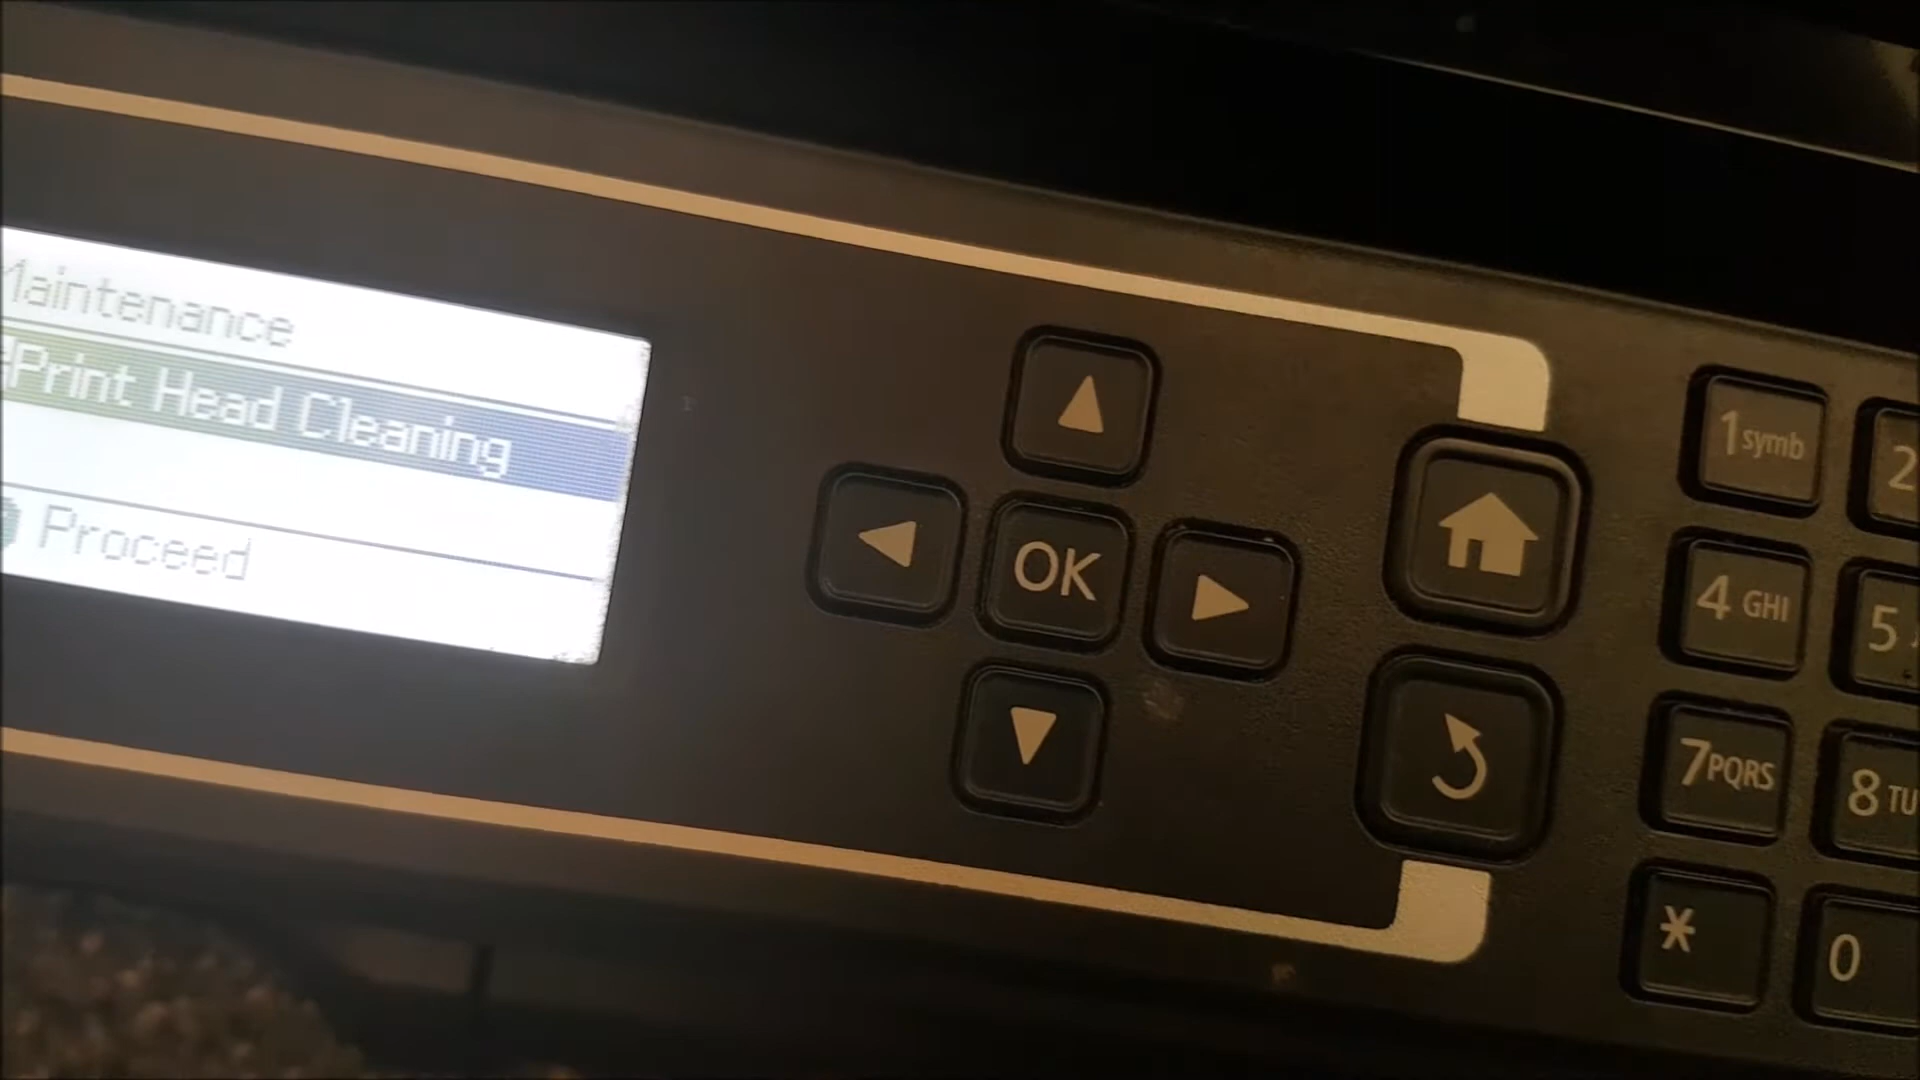 Maintenance
Print Head Cleaning
Proceed
OK
1symb
2
4 GHI
5
7PQRS
8 TU
*
0